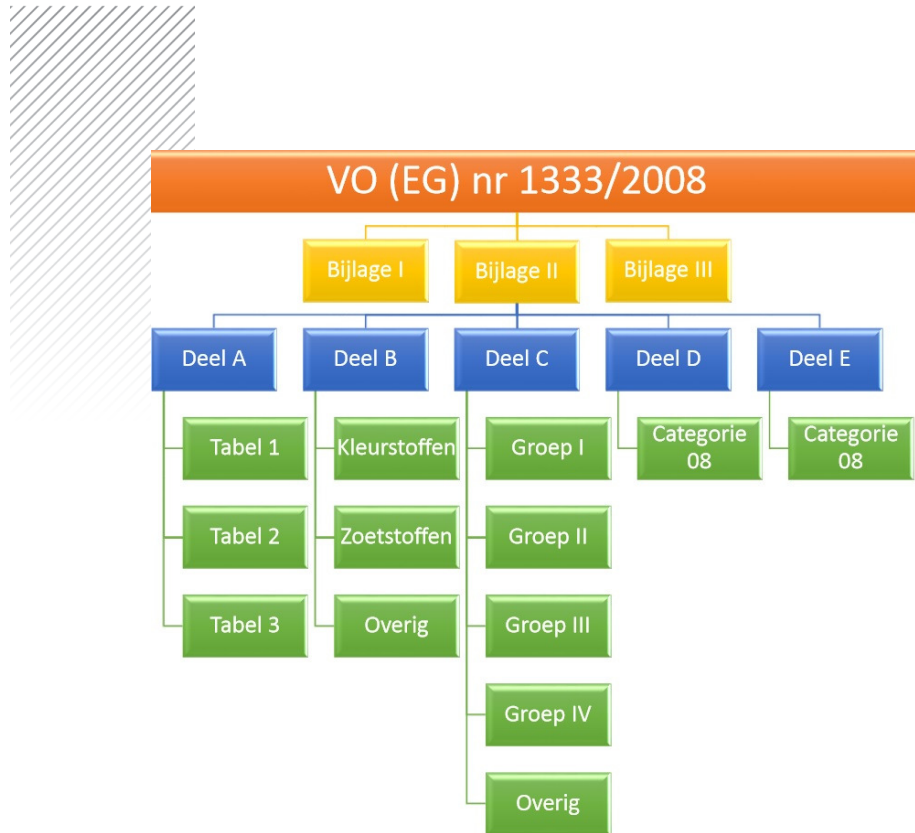 VO (EG) nr 1333/2008
Bijlage I
Bijlage II
Bijlage III
Deel A
Deel B
Deel C
Deel D
Deel E
Tabel 1
Kleurstoffen
Groep I
Categorie
08
Categorie
08
Tabel 2
Zoetstoffen
Groep II
Tabel 3
Overig
Groep III
Groep IV
Overig